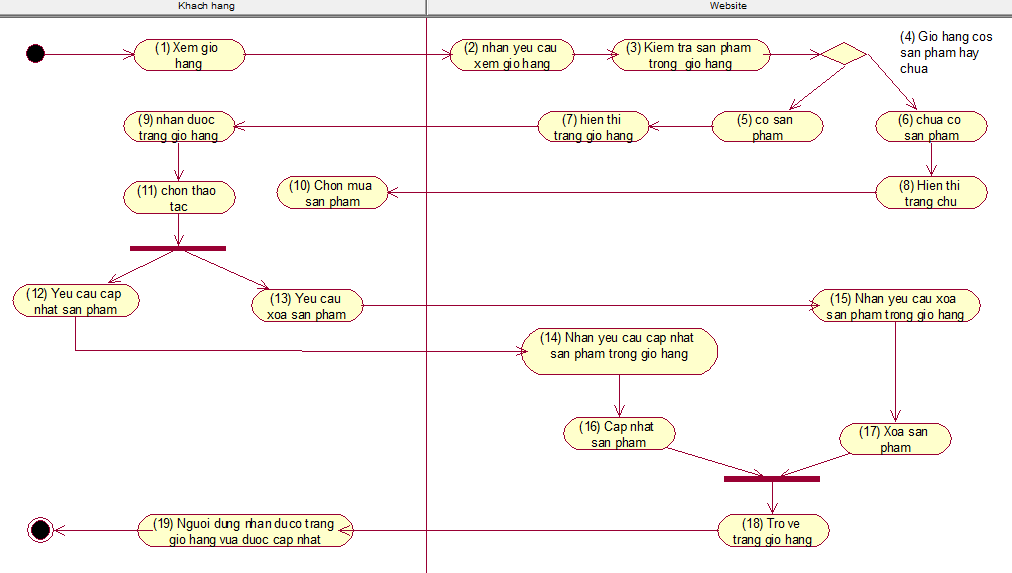 Khach hang
Website
(1) Xem gio
hang
(2) nhan yeu cau
xem gio hang
(3) Kiem tra san pham
trong gio hang
(4) Gio hang cos
san pham hay
chua
(9) nhan duoc
trang gio hang
(7) hien thi
trang gio hang
(5) co san
pham
(6) chua co
san pham
(11) chon thao
tac
(10) Chon mua
san pham
(8) Hien thi
trang chu
(12) Yeu cau cap
nhat san pham
(13) Yeu cau
xoa san pham
(15) Nhan yeu cau xoa
san pham trong gio hang
(14) Nhan yeu cau cap nhat
san pham trong gio hang
(16) Cap nhat
san pham
(17) Xoa san
pham
(19) Nguoi dung nhan duco trang
gio hang vua duoc cap nhat
(18) Tro ve
trang gio hang